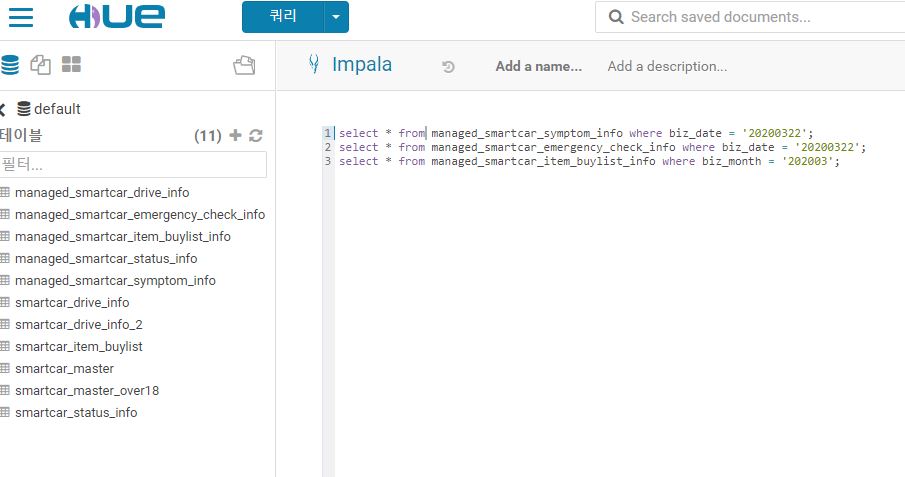 HUE
쿼리
Search saved documents...
Impala
Add a name...
Add a description...
default
테이블 (11)
필터...
managed_smartcar_drive_info
managed_smartcar_emergency_check_info
managed_smartcar_item_buylist_info
managed_smartcar_status_info
managed_smartcar_symptom_info
smartcar_drive_info
smartcar_drive_info_2
smartcar_item_buylist
smartcar_master
smartcar_master_over18
smartcar_status_info
1 select * from managed_smartcar_symptom_info where biz_date = '20200322';
2 select * from managed_smartcar_emergency_check_info where biz_date = '20200322';
3 select * from managed_smartcar_item_buylist_info where biz_month = '202003';